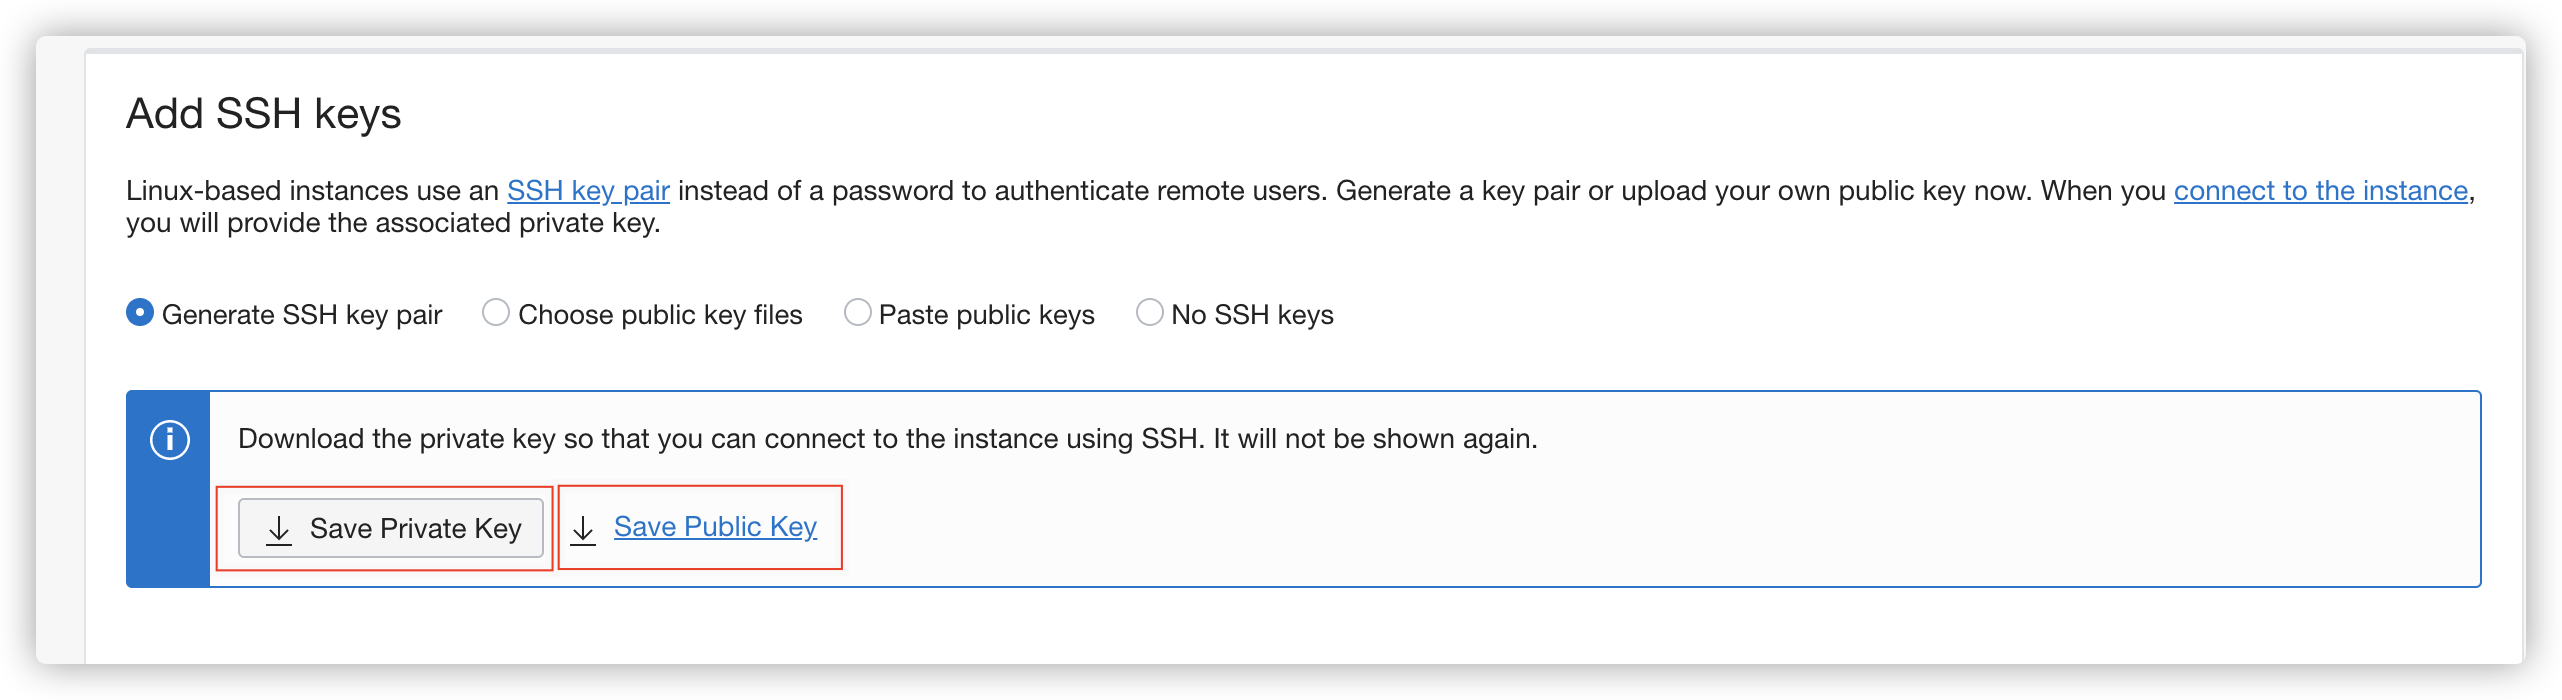 Add SSH keys
Linux-based instances use an SSH key pair instead of a password to authenticate remote users. Generate a key pair or upload your own public key now. When you connect to the instance,
you will provide the associated private key.
Generate SSH key pair Choose public key files Paste public keys No SSH keys
Download the private key so that you can connect to the instance using SSH. It will not be shown again.
Save Private Key Save Public Key